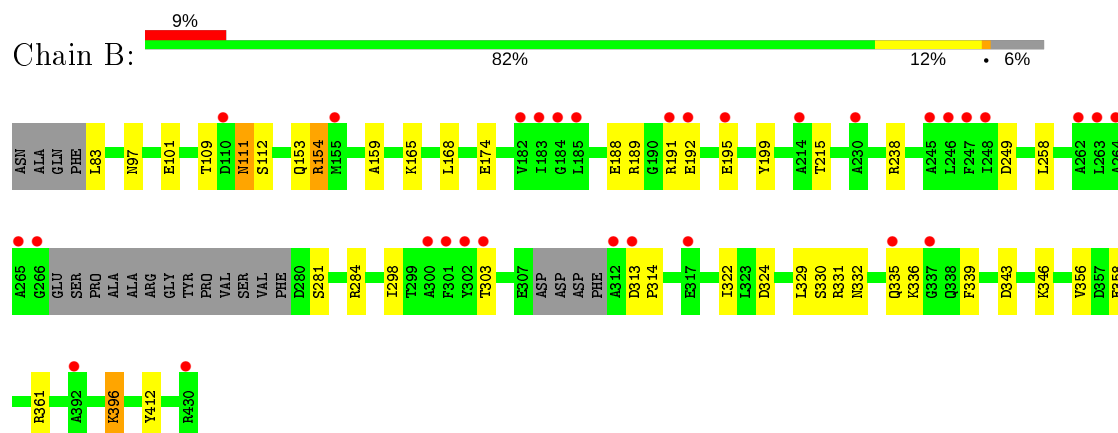 9%
Chain B:
82% 12% • 6%
ASN ALA GLN PHE L83 N97 E101 T109 D110 N111 S112 Q153 R154 M155 A159 K165 L168 E174 V182 I183 G184 L185 E188 R189 G190 R191 E192 E195 Y199 A214 T215 A230 R238 A245 L246 F247 I248 D249 L258 A262 L263 A264
A265 G266 GLU SER PRO ALA ALA ARG GLY TYR PRO VAL SER VAL PHE D280 S281 R284 I298 T299 A300 F301 Y302 T303 E307 ASP ASP ASP PHE A312 D313 P314 E317 I322 L323 D324 L329 S330 R331 N332 Q335 K336 G337 Q338 F339 D343 K346 V356 D357 E358
R361 A392 K396 Y412 R430